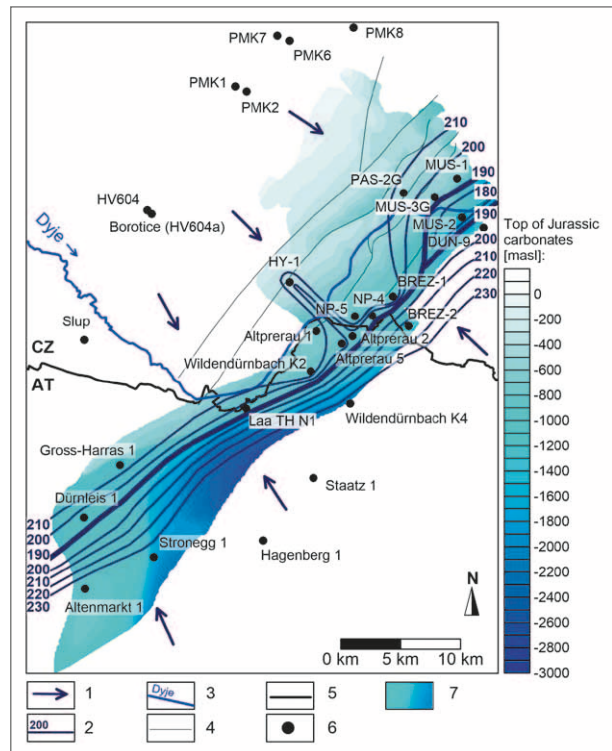 PMK7
PMK8
PMK6
PMK1
PMK2
210
200
MUS-1
190
PAS-2G
180
MUS-3G
HV604
190
Borotice (HV604a)
MUS-2
200
DUN-9
Dyje →
210
HY-1
220
BREZ-1
230
NP-4
NP-5
BREZ-2
Slup
Altprerau 1
Altprerau 2
CZ
Altprerau 5
AT
Wildendürnbach K2
Laa TH N1
Wildendürnbach K4
Gross-Harras 1
Staatz 1
Dürnleis 1
210
200
190
Stronegg 1
Hagenberg 1
200
210
220
Altenmarkt 1
230
N
0 km 5 km 10 km
Top of Jurassic
carbonates
[masl]:
0
-200
-400
-600
-800
-1000
-1200
-1400
-1600
-1800
-2000
-2200
-2400
-2600
-2800
-3000
1
Dyje 3
5
7
200 2
4
6